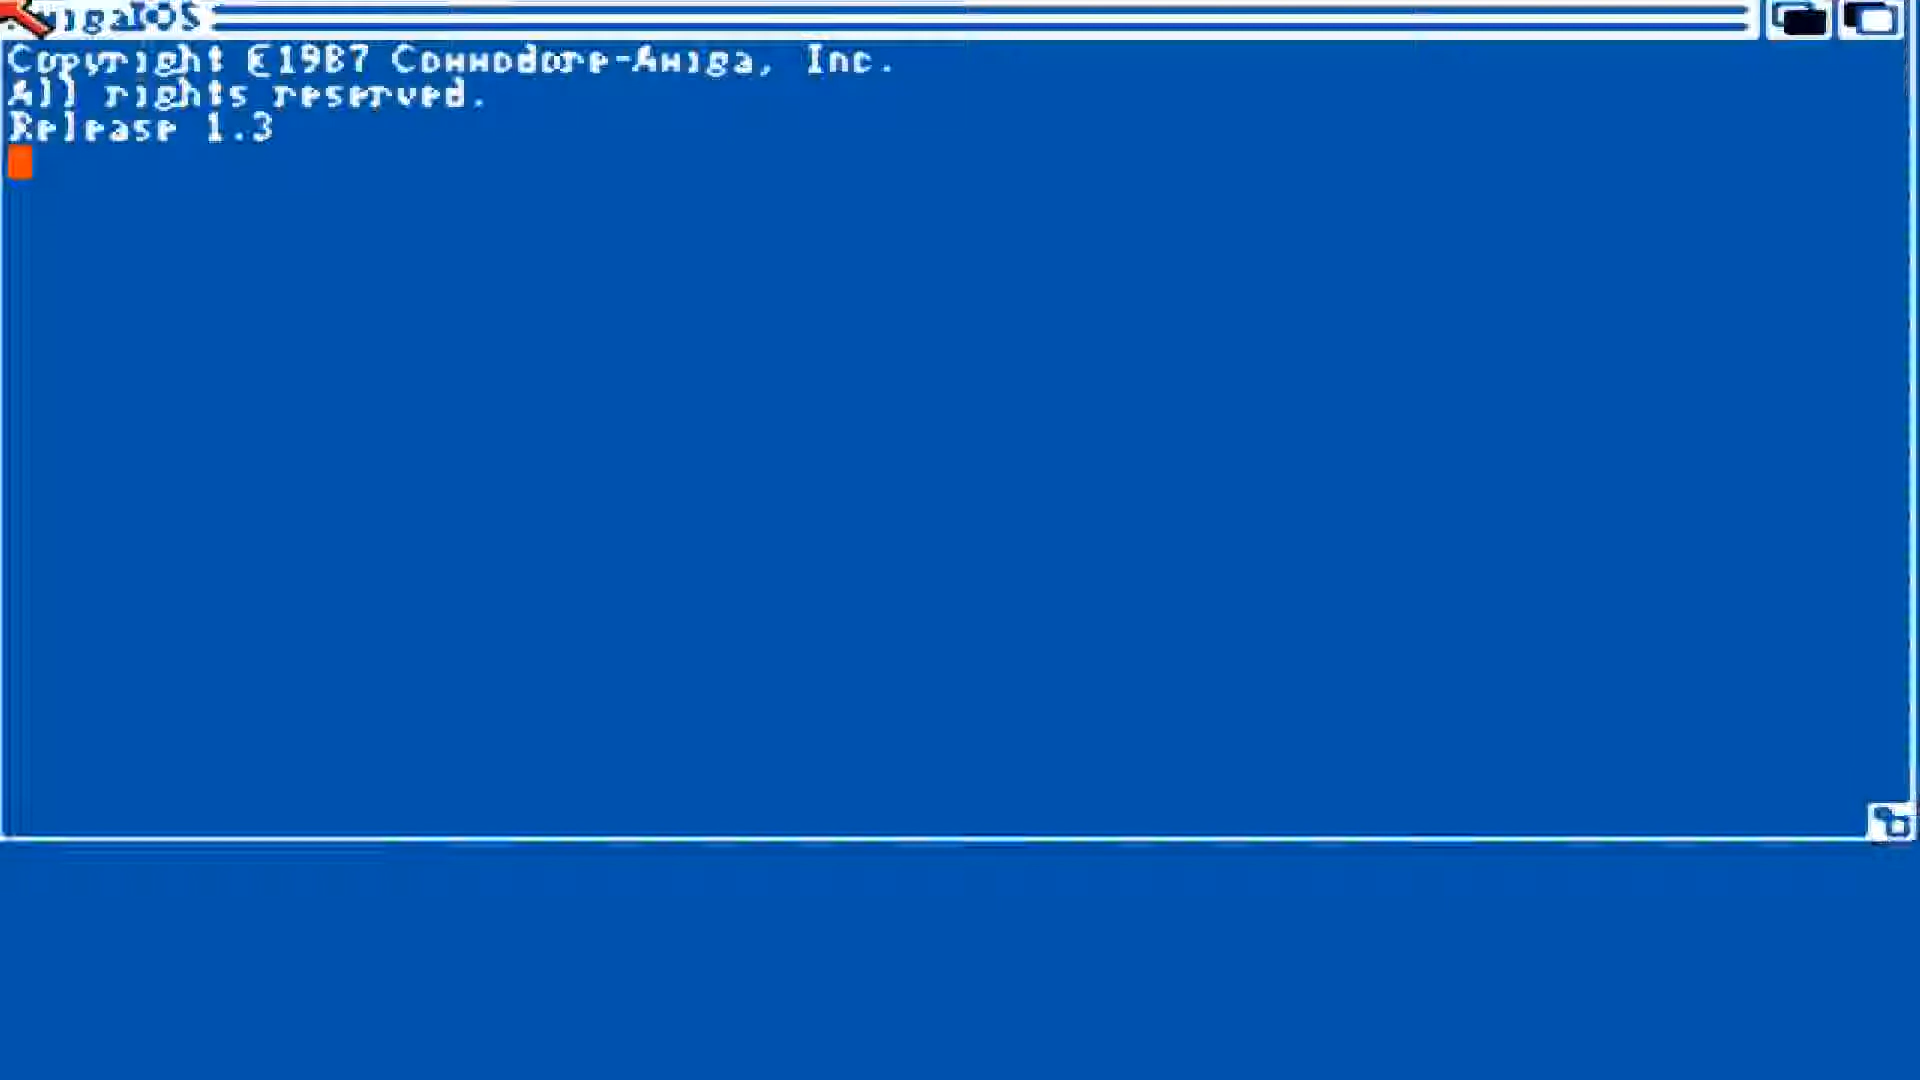 AmigaDOS
Copyright ©1987 Commodore-Amiga, Inc.
All rights reserved.
Release 1.3